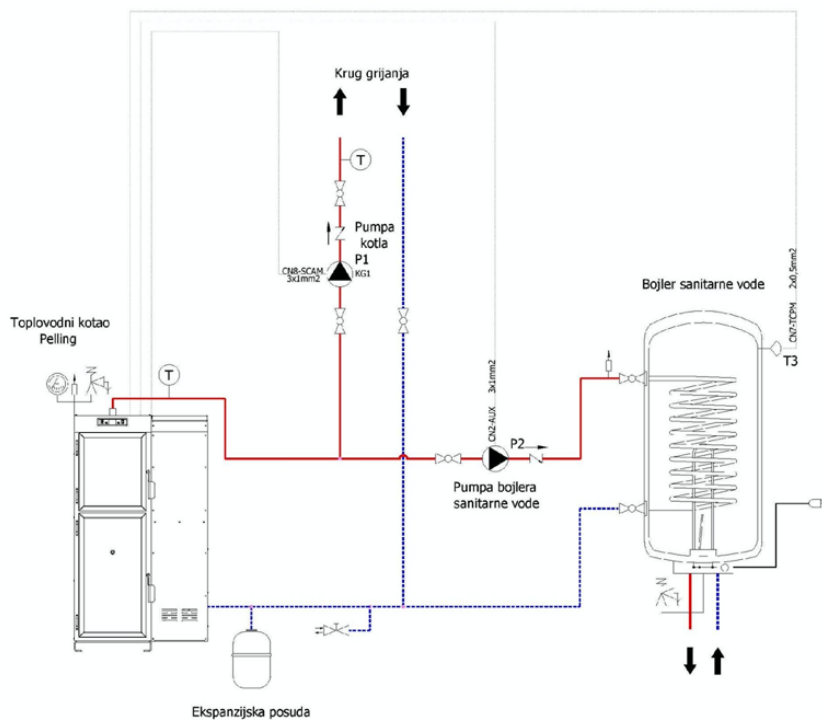 Krug grijanja
T
Pumpa
kotla
P1
KG1
CN8-SCAM
3x1mm2
Toplovodni kotao
Pelling
T
CN2-AUX 3x1mm2
P2
Pumpa bojlera
sanitarne vode
Bojler sanitarne vode
CN7-TCPM 2x0,5mm2
T3
Ekspanzijska posuda